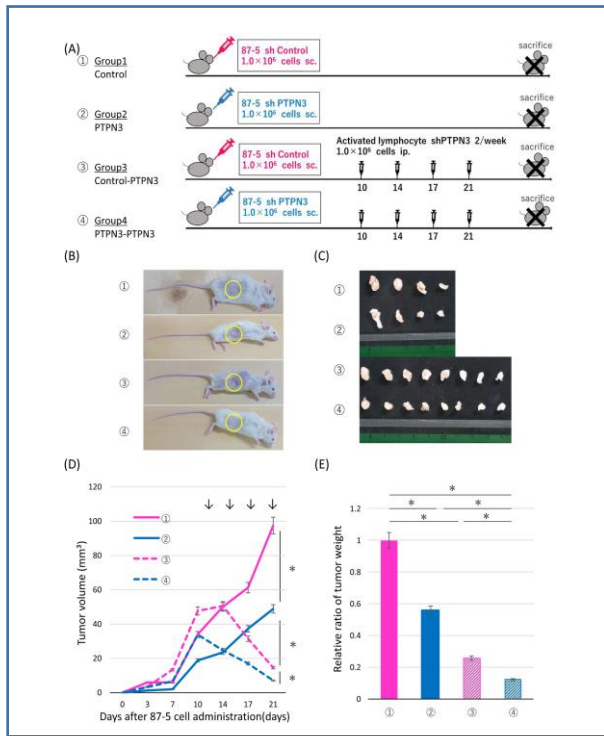 (A)
① Group1
Control
87-5 sh Control
1.0×10⁶ cells sc.
sacrifice
② Group2
PTPN3
87-5 sh PTPN3
1.0×10⁶ cells sc.
sacrifice
③ Group3
Control-PTPN3
87-5 sh Control
1.0×10⁶ cells sc.
Activated lymphocyte shPTPN3 2/week
1.0×10⁶ cells ip.
10 14 17 21
sacrifice
④ Group4
PTPN3-PTPN3
87-5 sh PTPN3
1.0×10⁶ cells sc.
10 14 17 21
sacrifice
(B)
①
②
③
④
(C)
①
②
③
④
(D)
Tumor volume (mm³)
120
100
80
60
40
20
0
①
②
③
④
↓ ↓ ↓ ↓
*
*
*
0 3 7 10 14 17 21
Days after 87-5 cell administration(days)
(E)
Relative ratio of tumor weight
1.2
1
0.8
0.6
0.4
0.2
0
*
* *
* *
① ② ③ ④